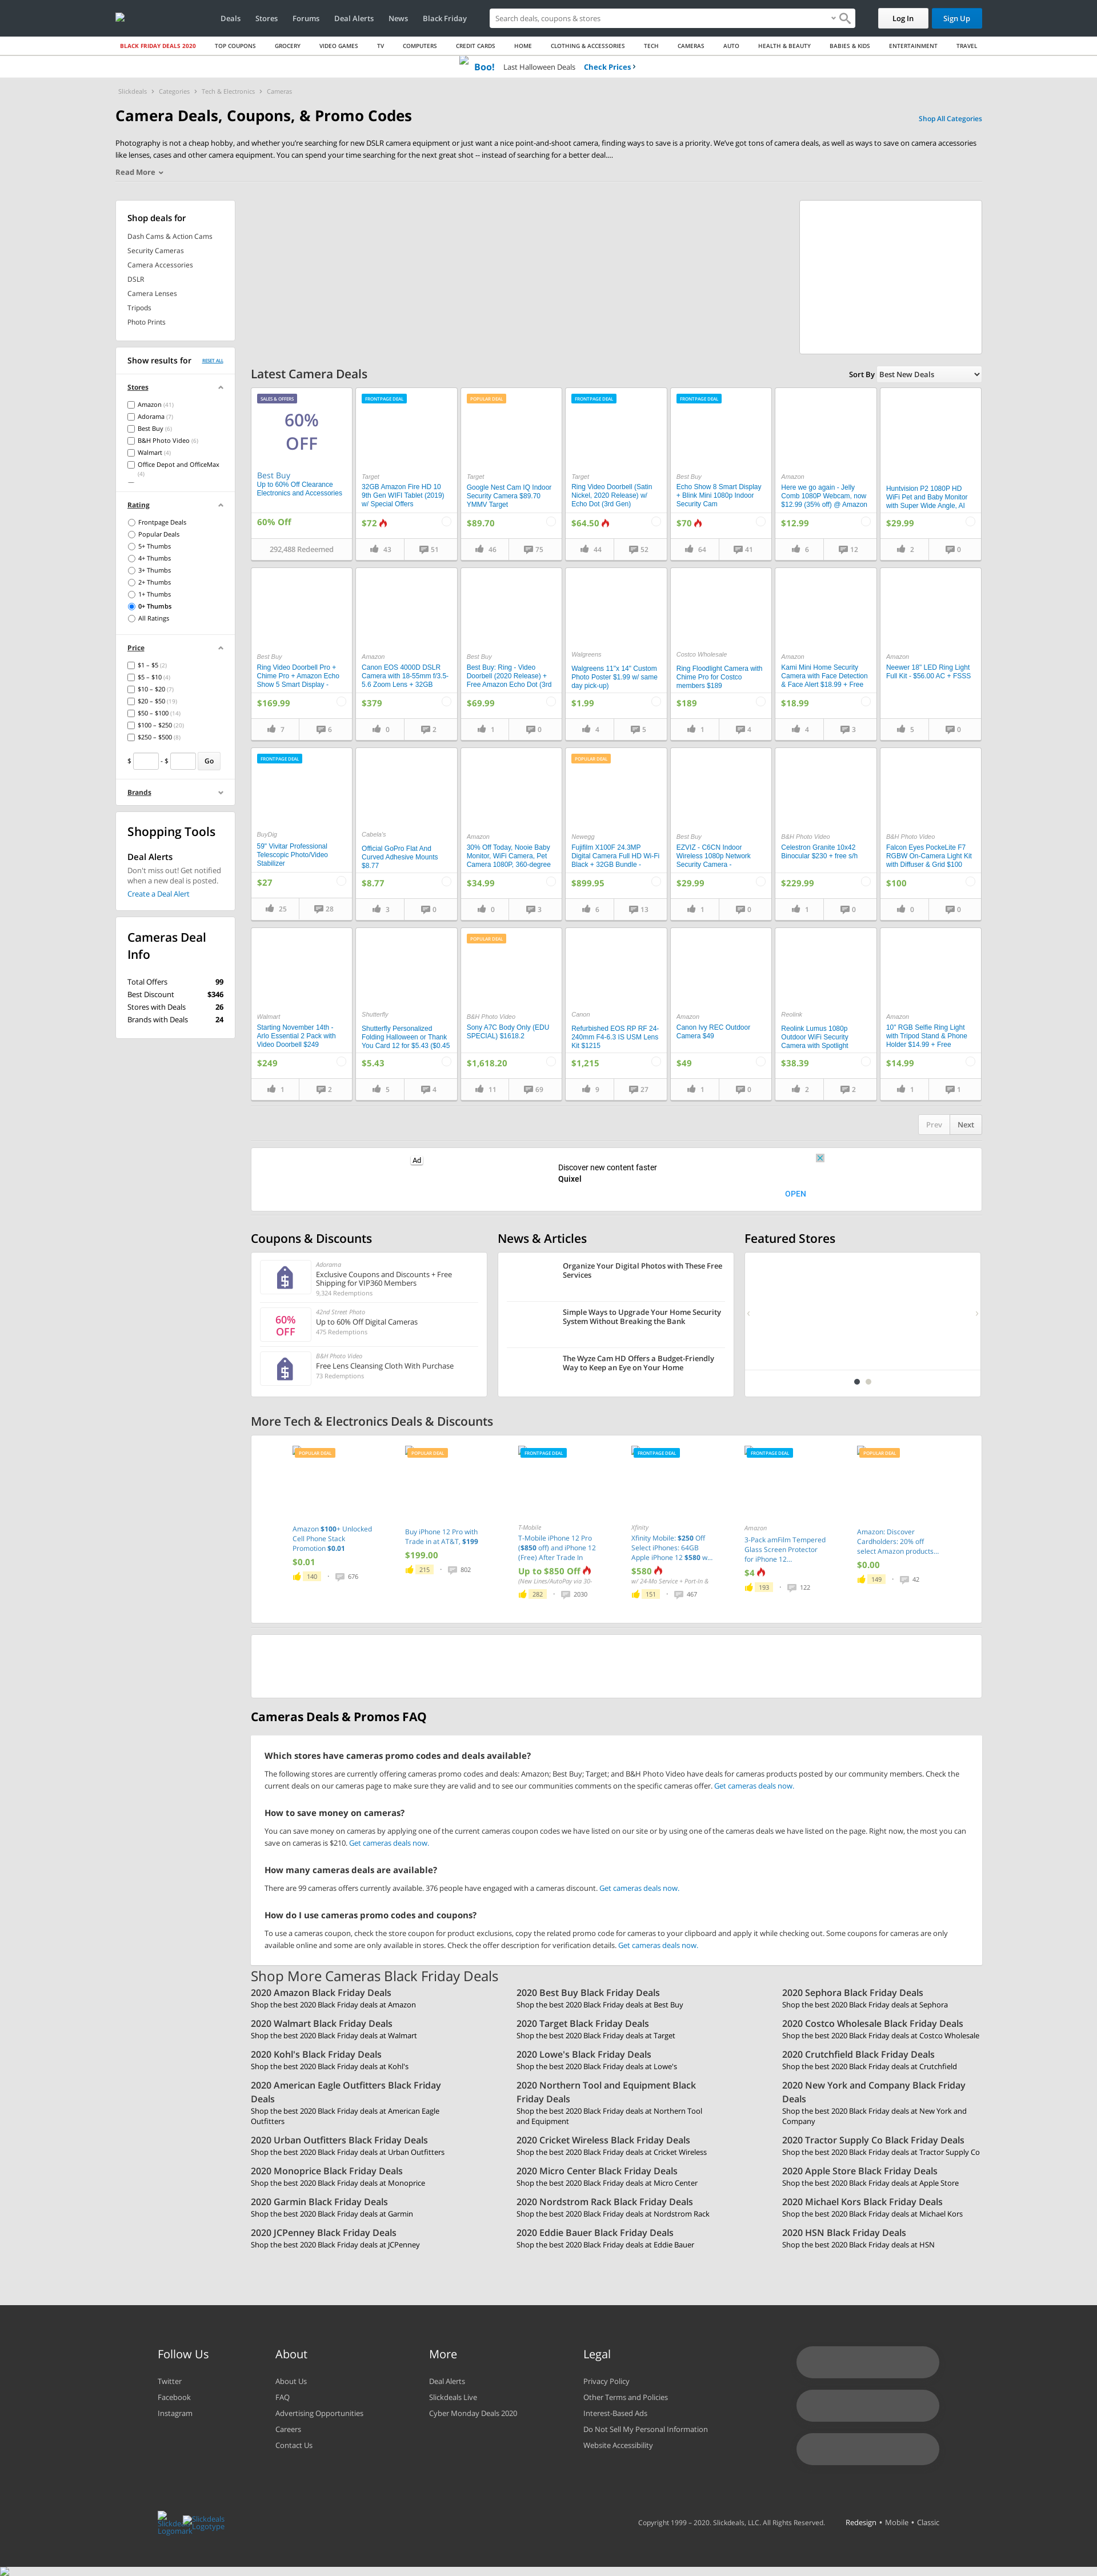 Deals Stores Forums Deal Alerts News Black Friday
Search deals, coupons & stores
Log In
Sign Up
BLACK FRIDAY DEALS 2020 TOP COUPONS GROCERY VIDEO GAMES TV COMPUTERS CREDIT CARDS HOME CLOTHING & ACCESSORIES TECH CAMERAS AUTO HEALTH & BEAUTY BABIES & KIDS ENTERTAINMENT TRAVEL
Boo! Last Halloween Deals Check Prices
Slickdeals Categories Tech & Electronics Cameras
Camera Deals, Coupons, & Promo Codes
Shop All Categories
Photography is not a cheap hobby, and whether you're searching for new DSLR camera equipment or just want a nice point-and-shoot camera, finding ways to save is a priority. We've got tons of camera deals, as well as ways to save on camera accessories
like lenses, cases and other camera equipment. You can spend your time searching for the next great shot -- instead of searching for a better deal....
Read More
Shop deals for
Dash Cams & Action Cams
Security Cameras
Camera Accessories
DSLR
Camera Lenses
Tripods
Photo Prints
Show results for RESET ALL
Stores
Amazon (41)
Adorama (7)
Best Buy (6)
B&H Photo Video (6)
Walmart (4)
Office Depot and OfficeMax
(4)
Rating
Frontpage Deals
Popular Deals
5+ Thumbs
4+ Thumbs
3+ Thumbs
2+ Thumbs
1+ Thumbs
0+ Thumbs
All Ratings
Price
$1 – $5 (2)
$5 – $10 (4)
$10 – $20 (7)
$20 – $50 (19)
$50 – $100 (14)
$100 – $250 (20)
$250 – $500 (8)
$ - $ Go
Brands
Shopping Tools
Deal Alerts
Don't miss out! Get notified
when a new deal is posted.
Create a Deal Alert
Cameras Deal
Info
Total Offers 99
Best Discount $346
Stores with Deals 26
Brands with Deals 24
Latest Camera Deals
Sort By Best New Deals
SALES & OFFERS
60%
OFF
Best Buy
Up to 60% Off Clearance
Electronics and Accessories
60% Off
292,488 Redeemed
FRONTPAGE DEAL
Target
32GB Amazon Fire HD 10
9th Gen WIFI Tablet (2019)
w/ Special Offers
$72
43 51
POPULAR DEAL
Target
Google Nest Cam IQ Indoor
Security Camera $89.70
YMMV Target
$89.70
46 75
FRONTPAGE DEAL
Target
Ring Video Doorbell (Satin
Nickel, 2020 Release) w/
Echo Dot (3rd Gen)
$64.50
44 52
FRONTPAGE DEAL
Best Buy
Echo Show 8 Smart Display
+ Blink Mini 1080p Indoor
Security Cam
$70
64 41
Amazon
Here we go again - Jelly
Comb 1080P Webcam, now
$12.99 (35% off) @ Amazon
$12.99
6 12
Huntvision P2 1080P HD
WiFi Pet and Baby Monitor
with Super Wide Angle, AI
$29.99
2 0
Best Buy
Ring Video Doorbell Pro +
Chime Pro + Amazon Echo
Show 5 Smart Display -
$169.99
7 6
Amazon
Canon EOS 4000D DSLR
Camera with 18-55mm f/3.5-
5.6 Zoom Lens + 32GB
$379
0 2
Best Buy
Best Buy: Ring - Video
Doorbell (2020 Release) +
Free Amazon Echo Dot (3rd
$69.99
1 0
Walgreens
Walgreens 11"x 14" Custom
Photo Poster $1.99 w/ same
day pick-up)
$1.99
4 5
Costco Wholesale
Ring Floodlight Camera with
Chime Pro for Costco
members $189
$189
1 4
Amazon
Kami Mini Home Security
Camera with Face Detection
& Face Alert $18.99 + Free
$18.99
4 3
Amazon
Neewer 18" LED Ring Light
Full Kit - $56.00 AC + FSSS
5 0
FRONTPAGE DEAL
BuyDig
59" Vivitar Professional
Telescopic Photo/Video
Stabilizer
$27
25 28
Cabela's
Official GoPro Flat And
Curved Adhesive Mounts
$8.77
$8.77
3 0
Amazon
30% Off Today, Nooie Baby
Monitor, WiFi Camera, Pet
Camera 1080P, 360-degree
$34.99
0 3
POPULAR DEAL
Newegg
Fujifilm X100F 24.3MP
Digital Camera Full HD Wi-Fi
Black + 32GB Bundle -
$899.95
6 13
Best Buy
EZVIZ - C6CN Indoor
Wireless 1080p Network
Security Camera -
$29.99
1 0
B&H Photo Video
Celestron Granite 10x42
Binocular $230 + free s/h
$229.99
1 0
B&H Photo Video
Falcon Eyes PockeLite F7
RGBW On-Camera Light Kit
with Diffuser & Grid $100
$100
0 0
Walmart
Starting November 14th -
Arlo Essential 2 Pack with
Video Doorbell $249
$249
1 2
Shutterfly
Shutterfly Personalized
Folding Halloween or Thank
You Card 12 for $5.43 ($0.45
$5.43
5 4
POPULAR DEAL
B&H Photo Video
Sony A7C Body Only (EDU
SPECIAL) $1618.2
$1,618.20
11 69
Canon
Refurbished EOS RP RF 24-
240mm F4-6.3 IS USM Lens
Kit $1215
$1,215
9 27
Amazon
Canon Ivy REC Outdoor
Camera $49
$49
1 0
Reolink
Reolink Lumus 1080p
Outdoor WiFi Security
Camera with Spotlight
$38.39
2 2
Amazon
10" RGB Selfie Ring Light
with Tripod Stand & Phone
Holder $14.99 + Free
$14.99
1 1
Prev Next
Ad
Discover new content faster
Quixel
OPEN
Coupons & Discounts
Adorama
Exclusive Coupons and Discounts + Free
Shipping for VIP360 Members
9,324 Redemptions
60%
OFF
42nd Street Photo
Up to 60% Off Digital Cameras
475 Redemptions
B&H Photo Video
Free Lens Cleansing Cloth With Purchase
73 Redemptions
News & Articles
Organize Your Digital Photos with These Free
Services
Simple Ways to Upgrade Your Home Security
System Without Breaking the Bank
The Wyze Cam HD Offers a Budget-Friendly
Way to Keep an Eye on Your Home
Featured Stores
More Tech & Electronics Deals & Discounts
POPULAR DEAL
Amazon $100+ Unlocked
Cell Phone Stack
Promotion $0.01
$0.01
140 676
POPULAR DEAL
Buy iPhone 12 Pro with
Trade in at AT&T, $199
$199.00
215 802
FRONTPAGE DEAL
T-Mobile
T-Mobile iPhone 12 Pro
($850 off) and iPhone 12
(Free) After Trade In
Up to $850 Off
(New Lines/AutoPay via 30-
282 2030
FRONTPAGE DEAL
Xfinity
Xfinity Mobile: $250 Off
Select iPhones: 64GB
Apple iPhone 12 $580 w...
$580
w/ 24-Mo Service + Port-In &
151 467
FRONTPAGE DEAL
Amazon
3-Pack amFilm Tempered
Glass Screen Protector
for iPhone 12...
$4
193 122
POPULAR DEAL
Amazon: Discover
Cardholders: 20% off
select Amazon products...
$0.00
149 42
Cameras Deals & Promos FAQ
Which stores have cameras promo codes and deals available?
The following stores are currently offering cameras promo codes and deals: Amazon; Best Buy; Target; and B&H Photo Video have deals for cameras products posted by our community members. Check the
current deals on our cameras page to make sure they are valid and to see our communities comments on the specific cameras offer. Get cameras deals now.
How to save money on cameras?
You can save money on cameras by applying one of the current cameras coupon codes we have listed on our site or by using one of the cameras deals we have listed on the page. Right now, the most you can
save on cameras is $210. Get cameras deals now.
How many cameras deals are available?
There are 99 cameras offers currently available. 376 people have engaged with a cameras discount. Get cameras deals now.
How do I use cameras promo codes and coupons?
To use a cameras coupon, check the store coupon for product exclusions, copy the related promo code for cameras to your clipboard and apply it while checking out. Some coupons for cameras are only
available online and some are only available in stores. Check the offer description for verification details. Get cameras deals now.
Shop More Cameras Black Friday Deals
2020 Amazon Black Friday Deals
Shop the best 2020 Black Friday deals at Amazon
2020 Best Buy Black Friday Deals
Shop the best 2020 Black Friday deals at Best Buy
2020 Sephora Black Friday Deals
Shop the best 2020 Black Friday deals at Sephora
2020 Walmart Black Friday Deals
Shop the best 2020 Black Friday deals at Walmart
2020 Target Black Friday Deals
Shop the best 2020 Black Friday deals at Target
2020 Costco Wholesale Black Friday Deals
Shop the best 2020 Black Friday deals at Costco Wholesale
2020 Kohl's Black Friday Deals
Shop the best 2020 Black Friday deals at Kohl's
2020 Lowe's Black Friday Deals
Shop the best 2020 Black Friday deals at Lowe's
2020 Crutchfield Black Friday Deals
Shop the best 2020 Black Friday deals at Crutchfield
2020 American Eagle Outfitters Black Friday
Deals
Shop the best 2020 Black Friday deals at American Eagle
Outfitters
2020 Northern Tool and Equipment Black
Friday Deals
Shop the best 2020 Black Friday deals at Northern Tool
and Equipment
2020 New York and Company Black Friday
Deals
Shop the best 2020 Black Friday deals at New York and
Company
2020 Urban Outfitters Black Friday Deals
Shop the best 2020 Black Friday deals at Urban Outfitters
2020 Cricket Wireless Black Friday Deals
Shop the best 2020 Black Friday deals at Cricket Wireless
2020 Tractor Supply Co Black Friday Deals
Shop the best 2020 Black Friday deals at Tractor Supply Co
2020 Monoprice Black Friday Deals
Shop the best 2020 Black Friday deals at Monoprice
2020 Micro Center Black Friday Deals
Shop the best 2020 Black Friday deals at Micro Center
2020 Apple Store Black Friday Deals
Shop the best 2020 Black Friday deals at Apple Store
2020 Garmin Black Friday Deals
Shop the best 2020 Black Friday deals at Garmin
2020 Nordstrom Rack Black Friday Deals
Shop the best 2020 Black Friday deals at Nordstrom Rack
2020 Michael Kors Black Friday Deals
Shop the best 2020 Black Friday deals at Michael Kors
2020 JCPenney Black Friday Deals
Shop the best 2020 Black Friday deals at JCPenney
2020 Eddie Bauer Black Friday Deals
Shop the best 2020 Black Friday deals at Eddie Bauer
2020 HSN Black Friday Deals
Shop the best 2020 Black Friday deals at HSN
Follow Us
Twitter
Facebook
Instagram
About
About Us
FAQ
Advertising Opportunities
Careers
Contact Us
More
Deal Alerts
Slickdeals Live
Cyber Monday Deals 2020
Legal
Privacy Policy
Other Terms and Policies
Interest-Based Ads
Do Not Sell My Personal Information
Website Accessibility
Slickdeals
Logotype
Copyright 1999 – 2020. Slickdeals, LLC. All Rights Reserved.
Redesign • Mobile • Classic